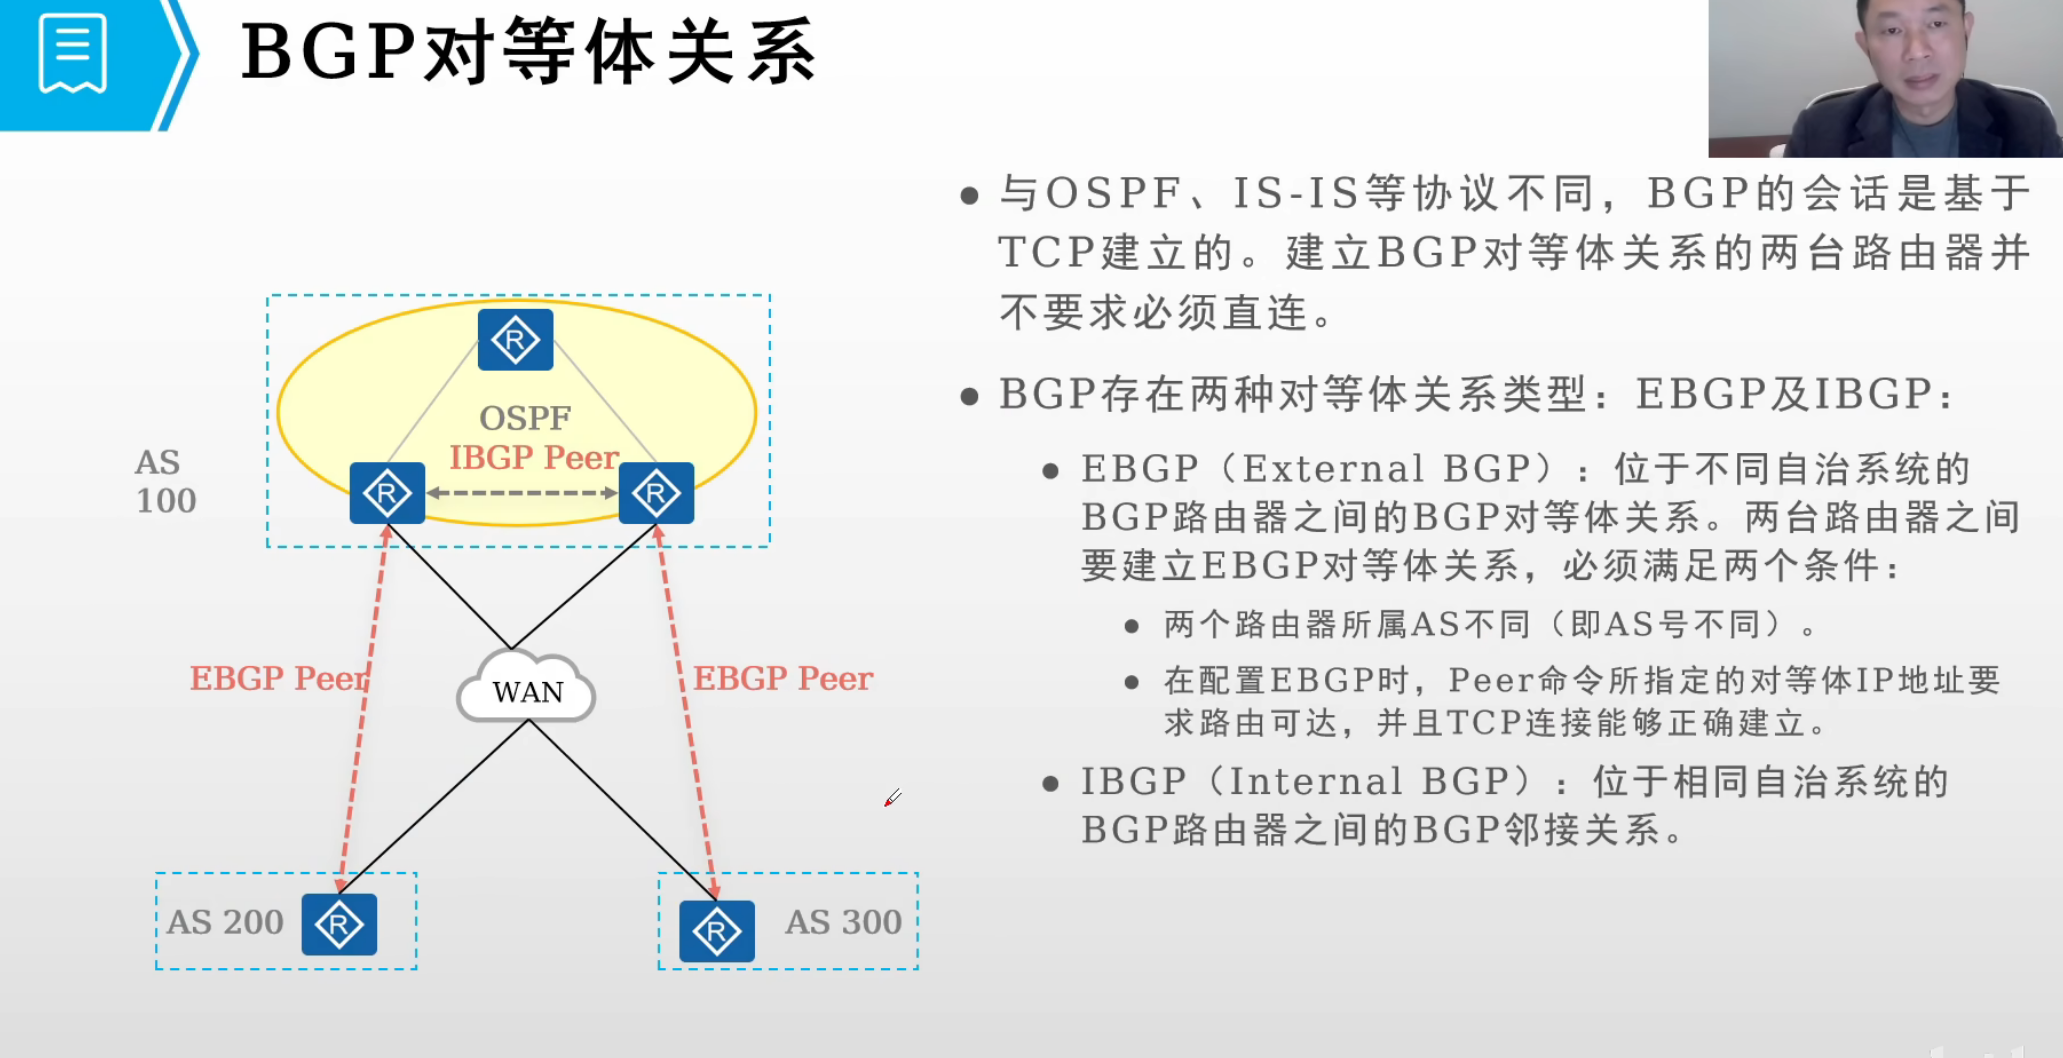 BGP对等体关系
与OSPF、IS-IS等协议不同，BGP的会话是基于
TCP建立的。建立BGP对等体关系的两台路由器并
不要求必须直连。
BGP存在两种对等体关系类型：EBGP及IBGP：
EBGP（External BGP）：位于不同自治系统的
BGP路由器之间的BGP对等体关系。两台路由器之间
要建立EBGP对等体关系，必须满足两个条件：
两个路由器所属AS不同（即AS号不同）。
在配置EBGP时，Peer命令所指定的对等体IP地址要
求路由可达，并且TCP连接能够正确建立。
IBGP（Internal BGP）：位于相同自治系统的
BGP路由器之间的BGP邻接关系。
R
OSPF
IBGP Peer
AS
100
R
R
EBGP Peer
WAN
EBGP Peer
AS 200
R
R
AS 300